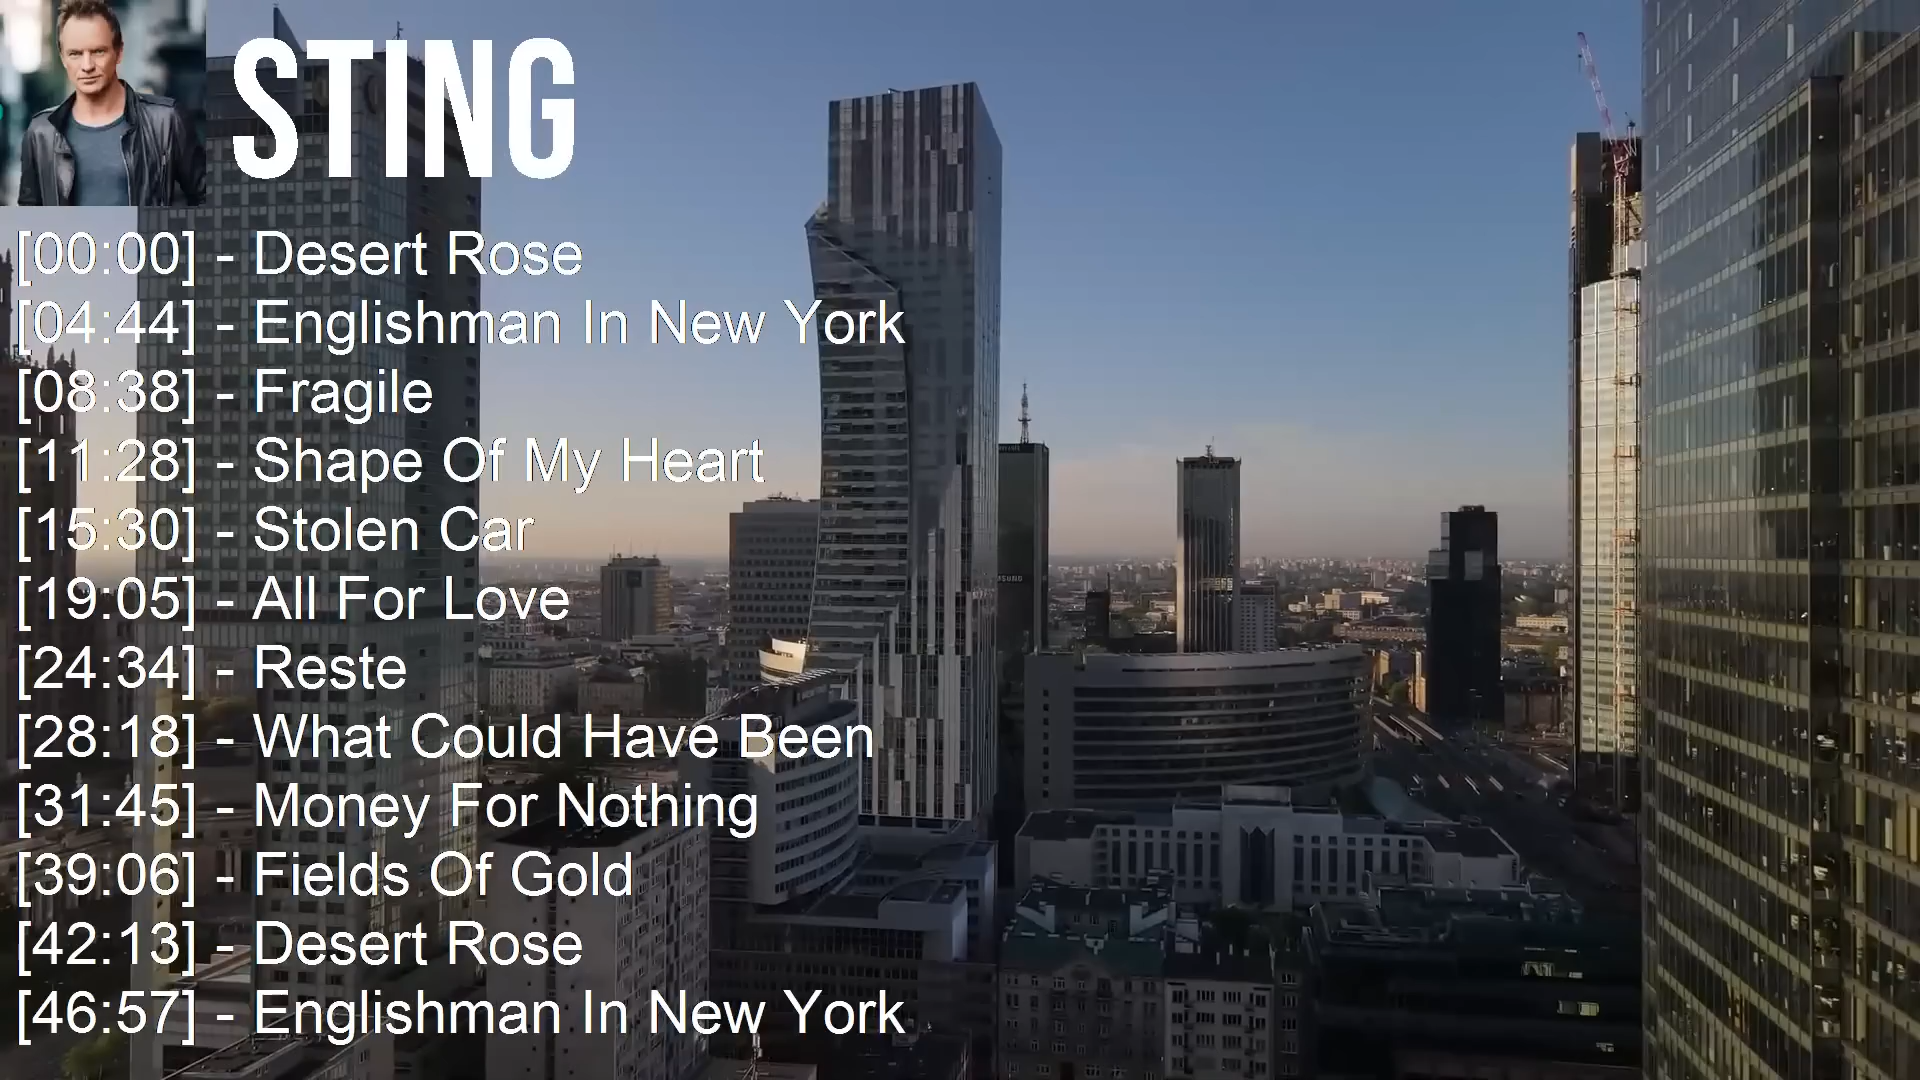 STING
[00:00] - Desert Rose
[04:44] - Englishman In New York
[08:38] - Fragile
[11:28] - Shape Of My Heart
[15:30] - Stolen Car
[19:05] - All For Love
[24:34] - Reste
[28:18] - What Could Have Been
[31:45] - Money For Nothing
[39:06] - Fields Of Gold
[42:13] - Desert Rose
[46:57] - Englishman In New York